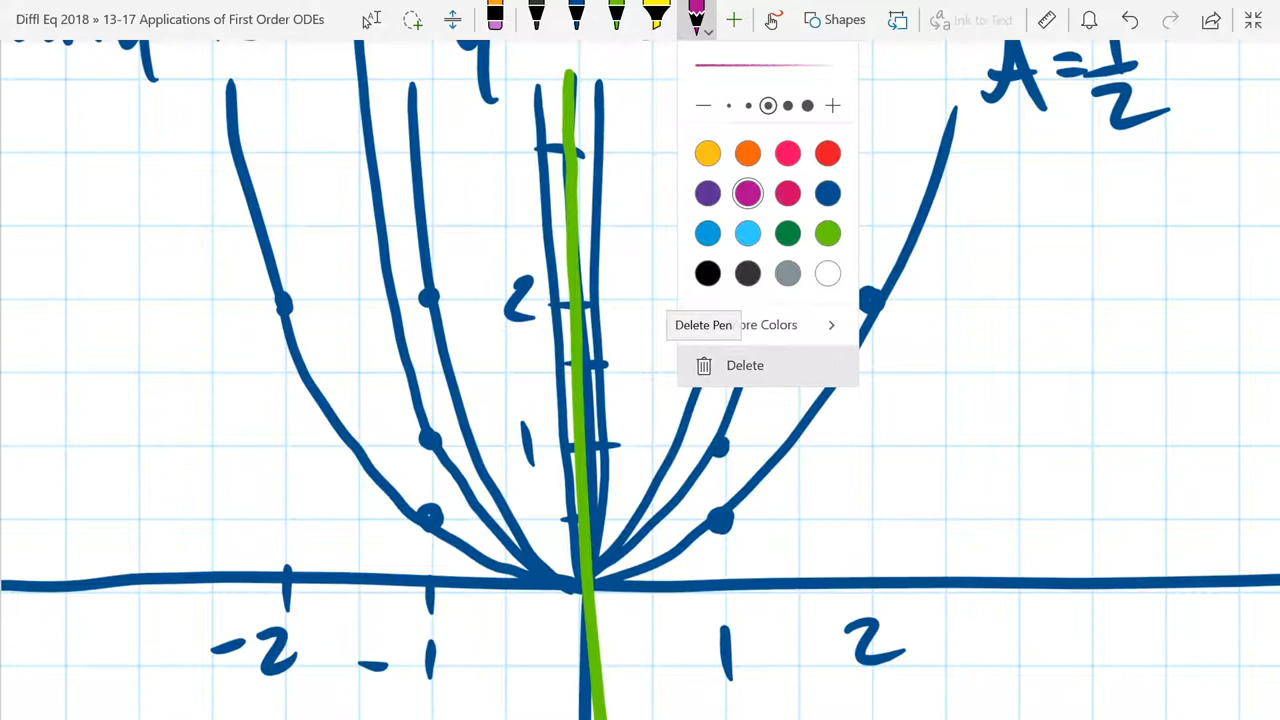 Diffl Eq 2018 » 13-17 Applications of First Order ODEs
Shapes
Ink to Text
A = 1/2
2
Delete Pen
ore Colors
Delete
1
-2
-1
1
2